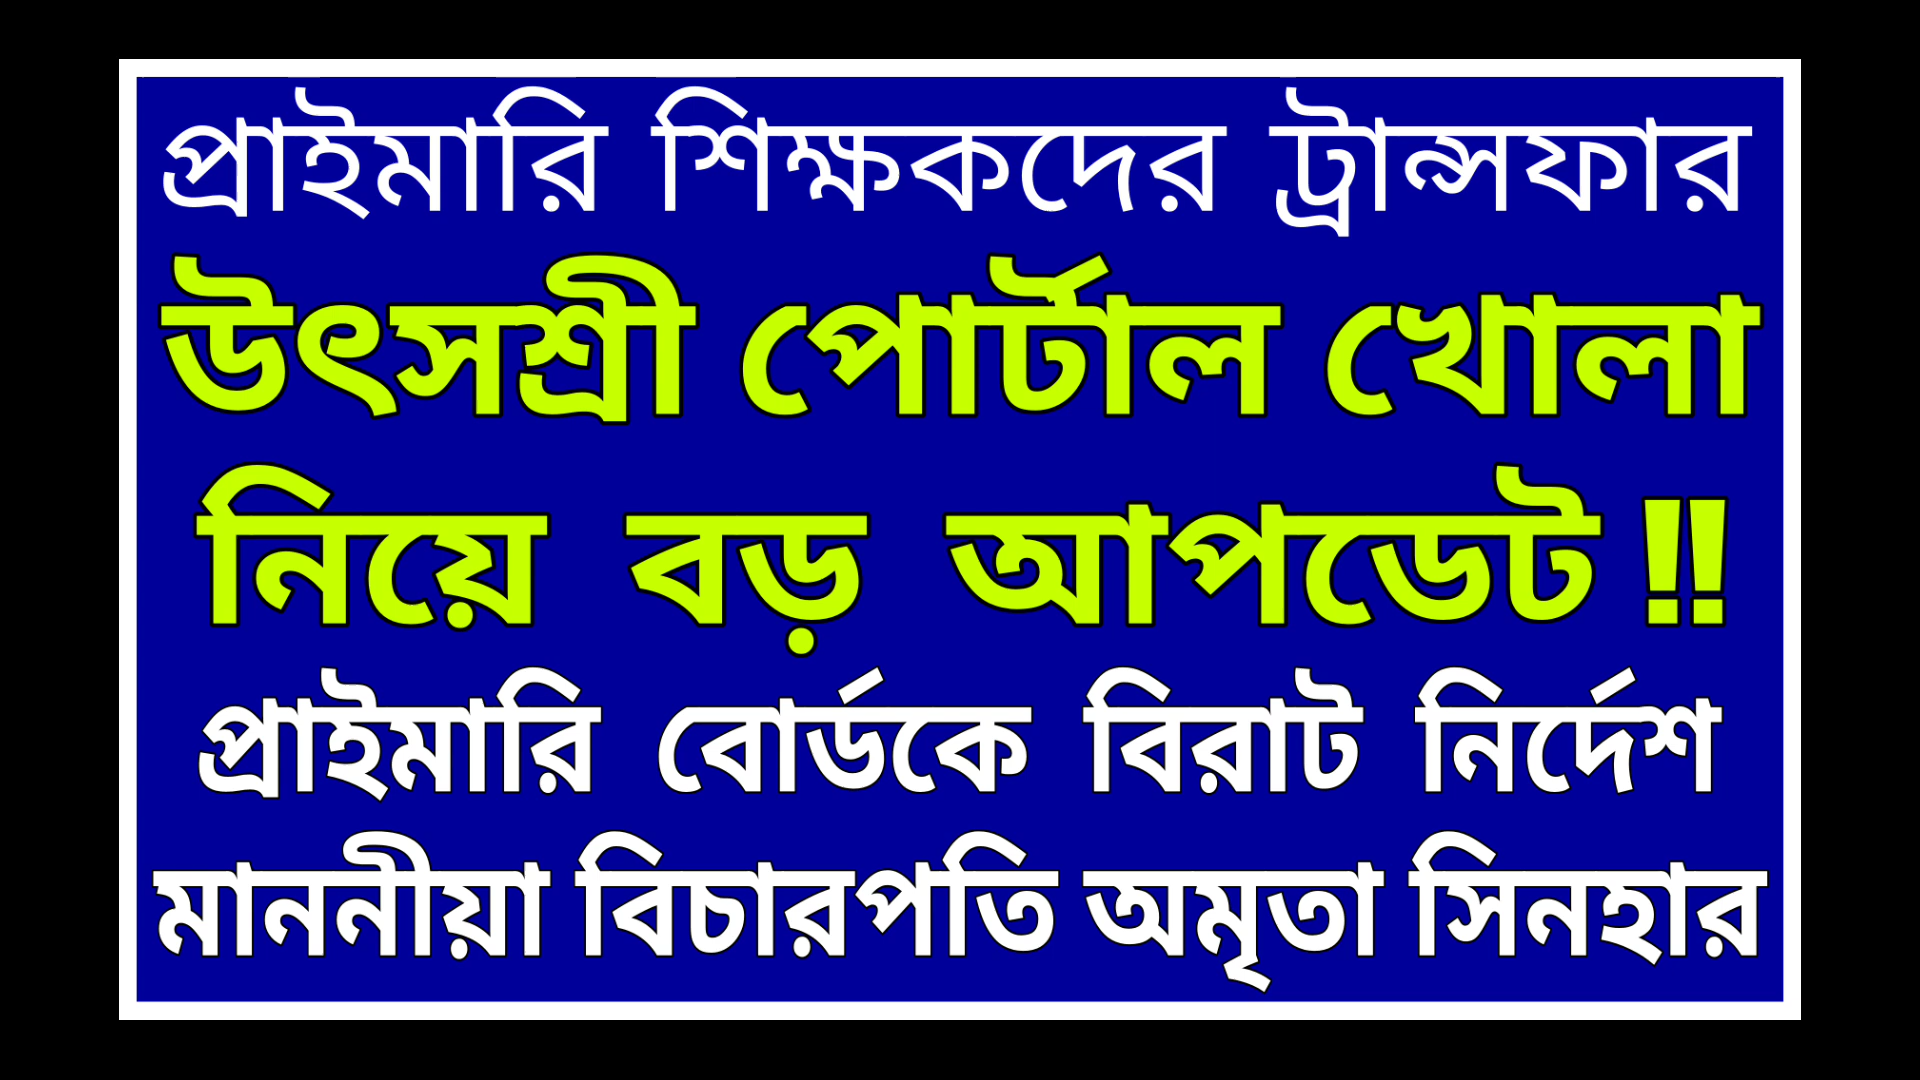 প্রাইমারি শিক্ষকদের ট্রান্সফার
উৎসশ্রী পোর্টাল খোলা
নিয়ে বড় আপডেট !!
প্রাইমারি বোর্ডকে বিরাট নির্দেশ
মাননীয়া বিচারপতি অমৃতা সিনহার